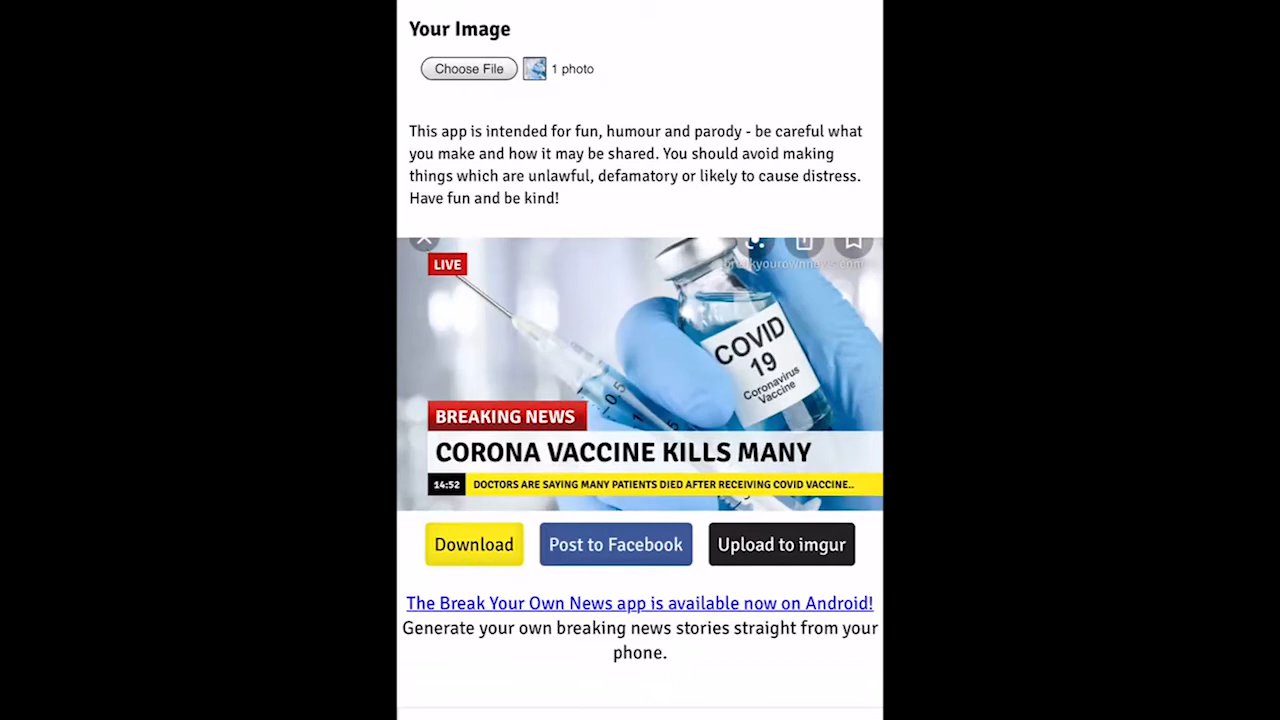 Your Image
Choose File 1 photo
This app is intended for fun, humour and parody - be careful what
you make and how it may be shared. You should avoid making
things which are unlawful, defamatory or likely to cause distress.
Have fun and be kind!
LIVE
breakyourownnews.com
COVID
19
Coronavirus
Vaccine
0.5
1
BREAKING NEWS
CORONA VACCINE KILLS MANY
14:52 DOCTORS ARE SAYING MANY PATIENTS DIED AFTER RECEIVING COVID VACCINE..
Download Post to Facebook Upload to imgur
The Break Your Own News app is available now on Android!
Generate your own breaking news stories straight from your
phone.